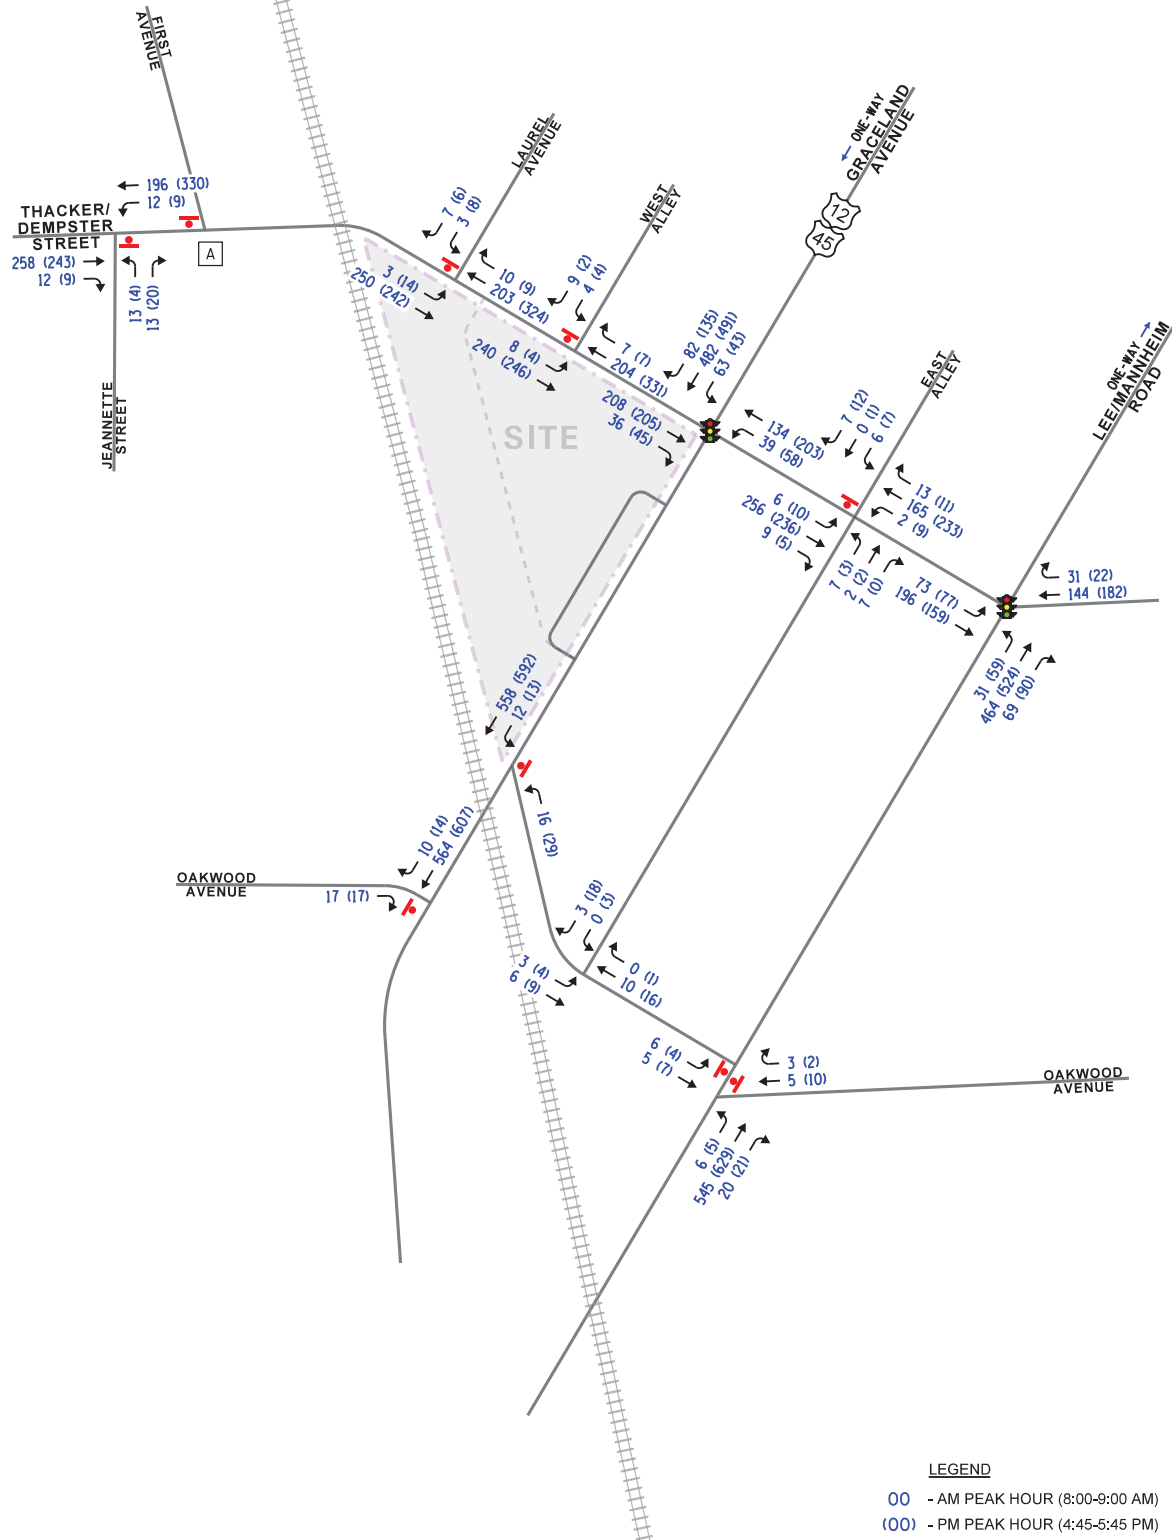 FIRST
AVENUE
196 (330)
12 (9)
THACKER/
DEMPSTER
STREET
A
258 (243)
12 (9)
13 (4)
13 (20)
JEANNETTE
STREET
LAUREL
AVENUE
7 (6)
3 (8)
10 (9)
203 (324)
3 (14)
250 (242)
WEST
ALLEY
9 (2)
4 (4)
7 (7)
204 (331)
8 (4)
240 (246)
ONE-WAY
GRACELAND
AVENUE
12
45
82 (135)
482 (491)
63 (43)
208 (205)
36 (45)
134 (203)
39 (58)
SITE
EAST
ALLEY
7 (12)
0 (1)
6 (7)
13 (11)
165 (233)
2 (9)
6 (10)
256 (236)
9 (5)
7 (3)
2 (2)
7 (0)
ONE-WAY
LEE/MANNHEIM
ROAD
73 (77)
196 (159)
31 (22)
144 (182)
31 (59)
464 (524)
69 (90)
558 (592)
12 (13)
16 (29)
10 (14)
564 (607)
OAKWOOD
AVENUE
17 (17)
3 (18)
0 (3)
0 (1)
10 (16)
3 (4)
6 (9)
6 (4)
5 (7)
3 (2)
5 (10)
OAKWOOD
AVENUE
6 (5)
545 (629)
20 (21)
LEGEND
00 - AM PEAK HOUR (8:00-9:00 AM)
(00) - PM PEAK HOUR (4:45-5:45 PM)